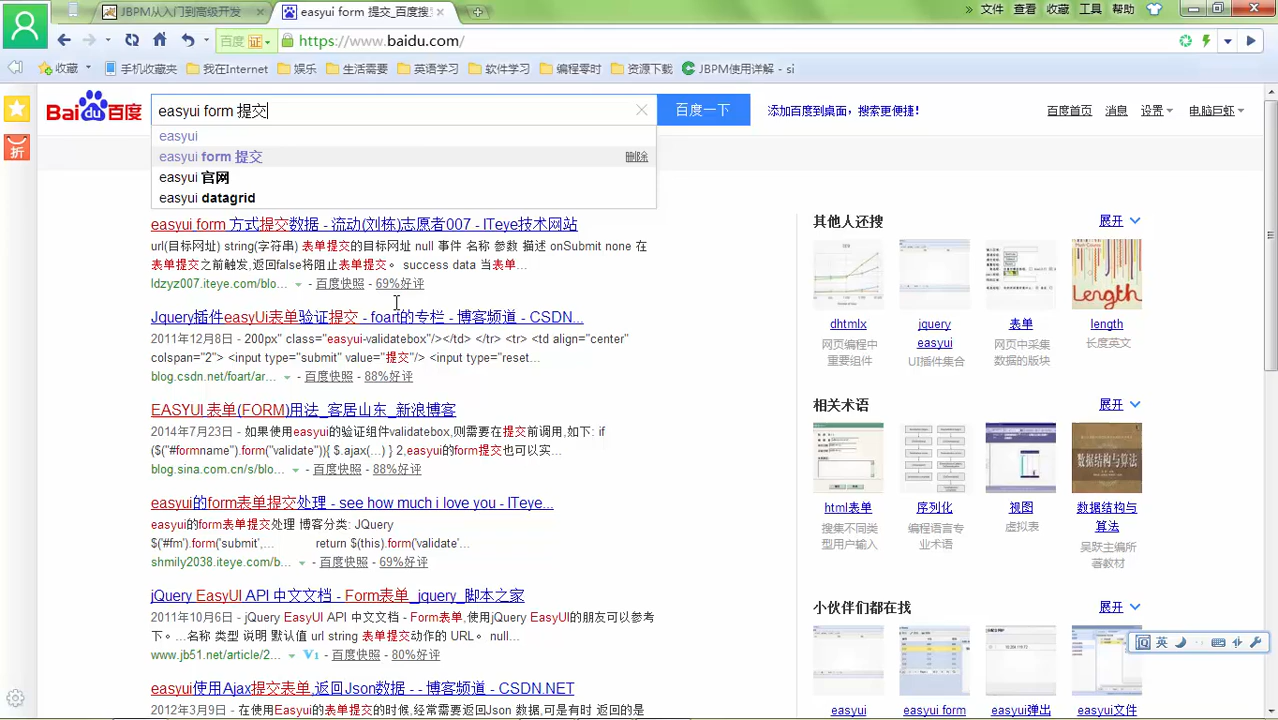 JBPM从入门到高级开发
easyui form 提交_百度搜
文件 查看 收藏 工具 帮助
百度 证 https://www.baidu.com/
收藏 手机收藏夹 我在Internet 娱乐 生活需要 英语学习 软件学习 编程零时 资源下载 JBPM使用详解 - si
折
Bai du 百度
easyui form 提交
百度一下
添加百度到桌面，搜索更便捷！
百度首页 消息 设置 电脑巨虾
easyui
easyui form 提交 删除
easyui 官网
easyui datagrid
easyui form 方式提交数据 - 流动(刘栋)志愿者007 - ITeye技术网站
url(目标网址) string(字符串) 表单提交的目标网址 null 事件 名称 参数 描述 onSubmit none 在
表单提交之前触发,返回false将阻止表单提交。 success data 当表单...
ldzyz007.iteye.com/blo... - 百度快照 - 69%好评
Jquery插件easyUi表单验证提交 - foart的专栏 - 博客频道 - CSDN...
2011年12月8日 - 200px" class="easyui-validatebox"/></td> </tr> <tr> <td align="center"
colspan="2"> <input type="submit" value="提交"/> <input type="reset...
blog.csdn.net/foart/ar... - 百度快照 - 88%好评
EASYUI 表单(FORM)用法_客居山东_新浪博客
2014年7月23日 - 如果使用easyui的验证组件validatebox,则需要在提交前调用,如下: if
($("#formname").form("validate")){ $.ajax(...) } 2,easyui的form提交也可以实...
blog.sina.com.cn/s/blo... - 百度快照 - 88%好评
easyui的form表单提交处理 - see how much i love you - ITeye...
easyui的form表单提交处理 博客分类: JQuery
$('#fm').form('submit',... return $(this).form('validate'...
shmily2038.iteye.com/b... - 百度快照 - 69%好评
jQuery EasyUI API 中文文档 - Form表单_jquery_脚本之家
2011年10月6日 - jQuery EasyUI API 中文文档 - Form表单,使用jQuery EasyUI的朋友可以参考
下。...名称 类型 说明 默认值 url string 表单提交动作的 URL。 null...
www.jb51.net/article/2... - V1 - 百度快照 - 80%好评
easyui使用Ajax提交表单,返回Json数据 - - 博客频道 - CSDN.NET
2012年3月9日 - 在使用Easyui的表单提交的时候,经常需要返回Json 数据,可是有时 返回的是
其他人还搜 展开
dhtmlx
网页编程中
重要组件
jquery
easyui
UI插件集合
表单
网页中采集
数据的版块
length
长度英文
相关术语 展开
html表单
搜集不同类
型用户输入
序列化
编程语言专
业术语
视图
虚拟表
数据结构与
算法
吴跃主编所
著教材
小伙伴们都在找 展开
easyui easyui form easyui弹出 easyui文件
英